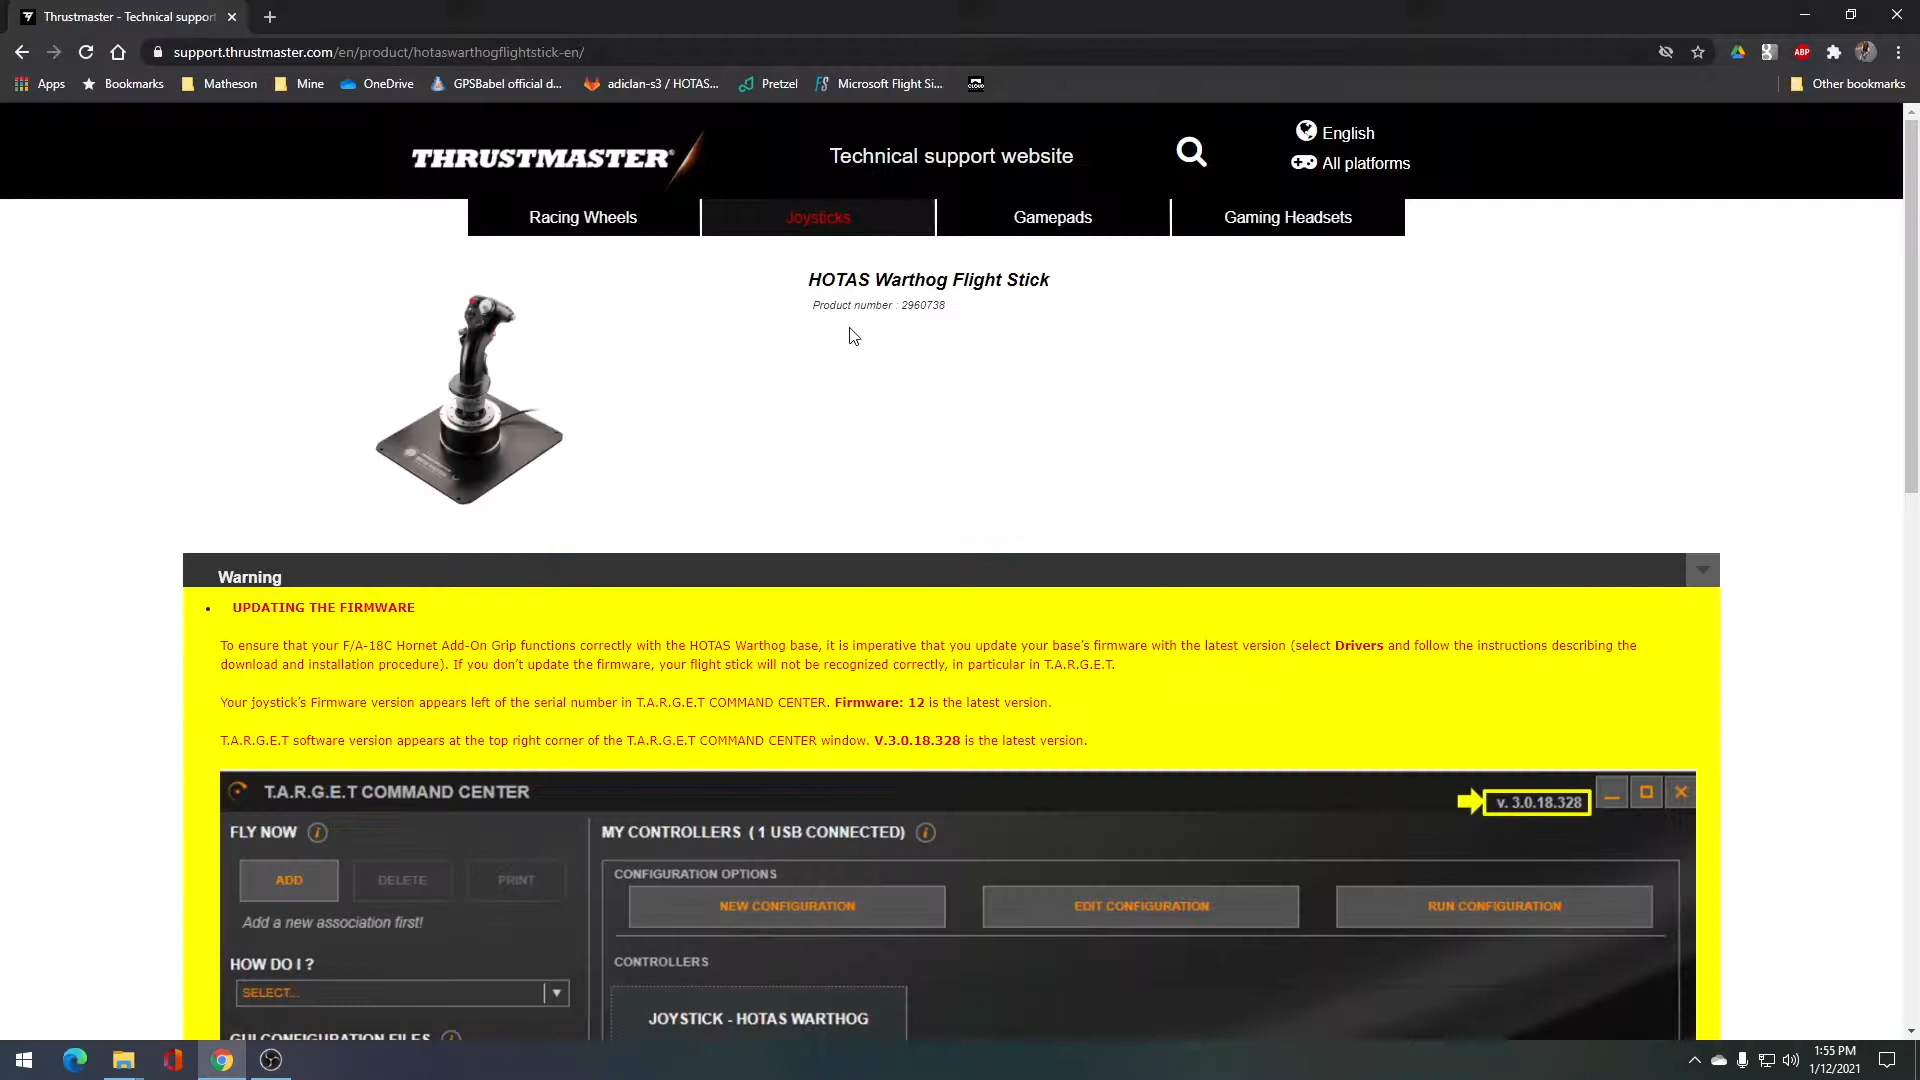 Thrustmaster - Technical support
support.thrustmaster.com/en/product/hotaswarthogflightstick-en/
ABP
Apps Bookmarks Matheson Mine OneDrive GPSBabel official d... adiclan-s3 / HOTAS... Pretzel Microsoft Flight Si... Other bookmarks
THRUSTMASTER®
Technical support website
English
All platforms
Racing Wheels Joysticks Gamepads Gaming Headsets
HOTAS Warthog Flight Stick
Product number : 2960738
Warning
• UPDATING THE FIRMWARE
To ensure that your F/A-18C Hornet Add-On Grip functions correctly with the HOTAS Warthog base, it is imperative that you update your base's firmware with the latest version (select Drivers and follow the instructions describing the
download and installation procedure). If you don't update the firmware, your flight stick will not be recognized correctly, in particular in T.A.R.G.E.T.
Your joystick's Firmware version appears left of the serial number in T.A.R.G.E.T COMMAND CENTER. Firmware: 12 is the latest version.
T.A.R.G.E.T software version appears at the top right corner of the T.A.R.G.E.T COMMAND CENTER window. V.3.0.18.328 is the latest version.
T.A.R.G.E.T COMMAND CENTER
v. 3.0.18.328
FLY NOW
MY CONTROLLERS ( 1 USB CONNECTED)
CONFIGURATION OPTIONS
ADD DELETE PRINT
NEW CONFIGURATION EDIT CONFIGURATION RUN CONFIGURATION
Add a new association first!
HOW DO I ?
CONTROLLERS
SELECT...
JOYSTICK - HOTAS WARTHOG
GUI CONFIGURATION FILES
1:55 PM
1/12/2021